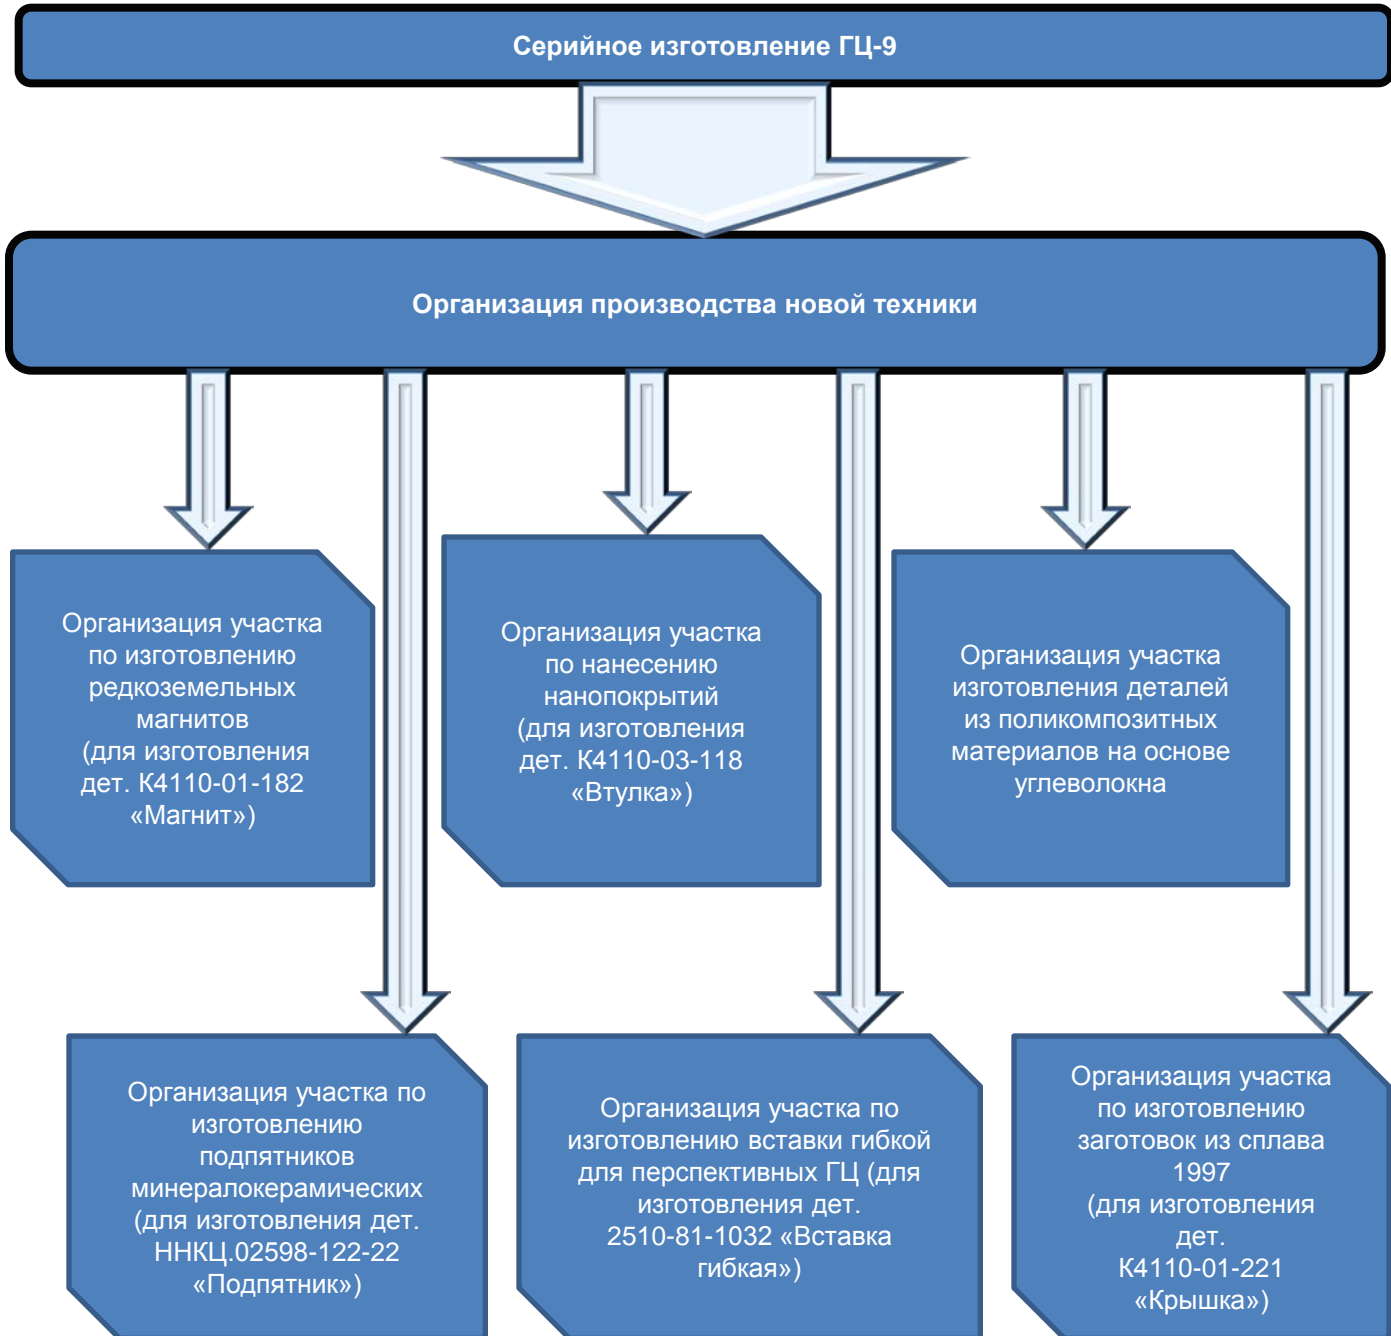 Серийное изготовление ГЦ-9
Организация производства новой техники
Организация участка
по изготовлению
редкоземельных
магнитов
(для изготовления
дет. К4110-01-182
«Магнит»)
Организация участка
по нанесению
нанопокрытий
(для изготовления
дет. К4110-03-118
«Втулка»)
Организация участка
изготовления деталей
из поликомпозитных
материалов на основе
углеволокна
Организация участка по
изготовлению
подпятников
минералокерамических
(для изготовления дет.
ННКЦ.02598-122-22
«Подпятник»)
Организация участка по
изготовлению вставки гибкой
для перспективных ГЦ (для
изготовления дет.
2510-81-1032 «Вставка
гибкая»)
Организация участка
по изготовлению
заготовок из сплава
1997
(для изготовления
дет.
К4110-01-221
«Крышка»)